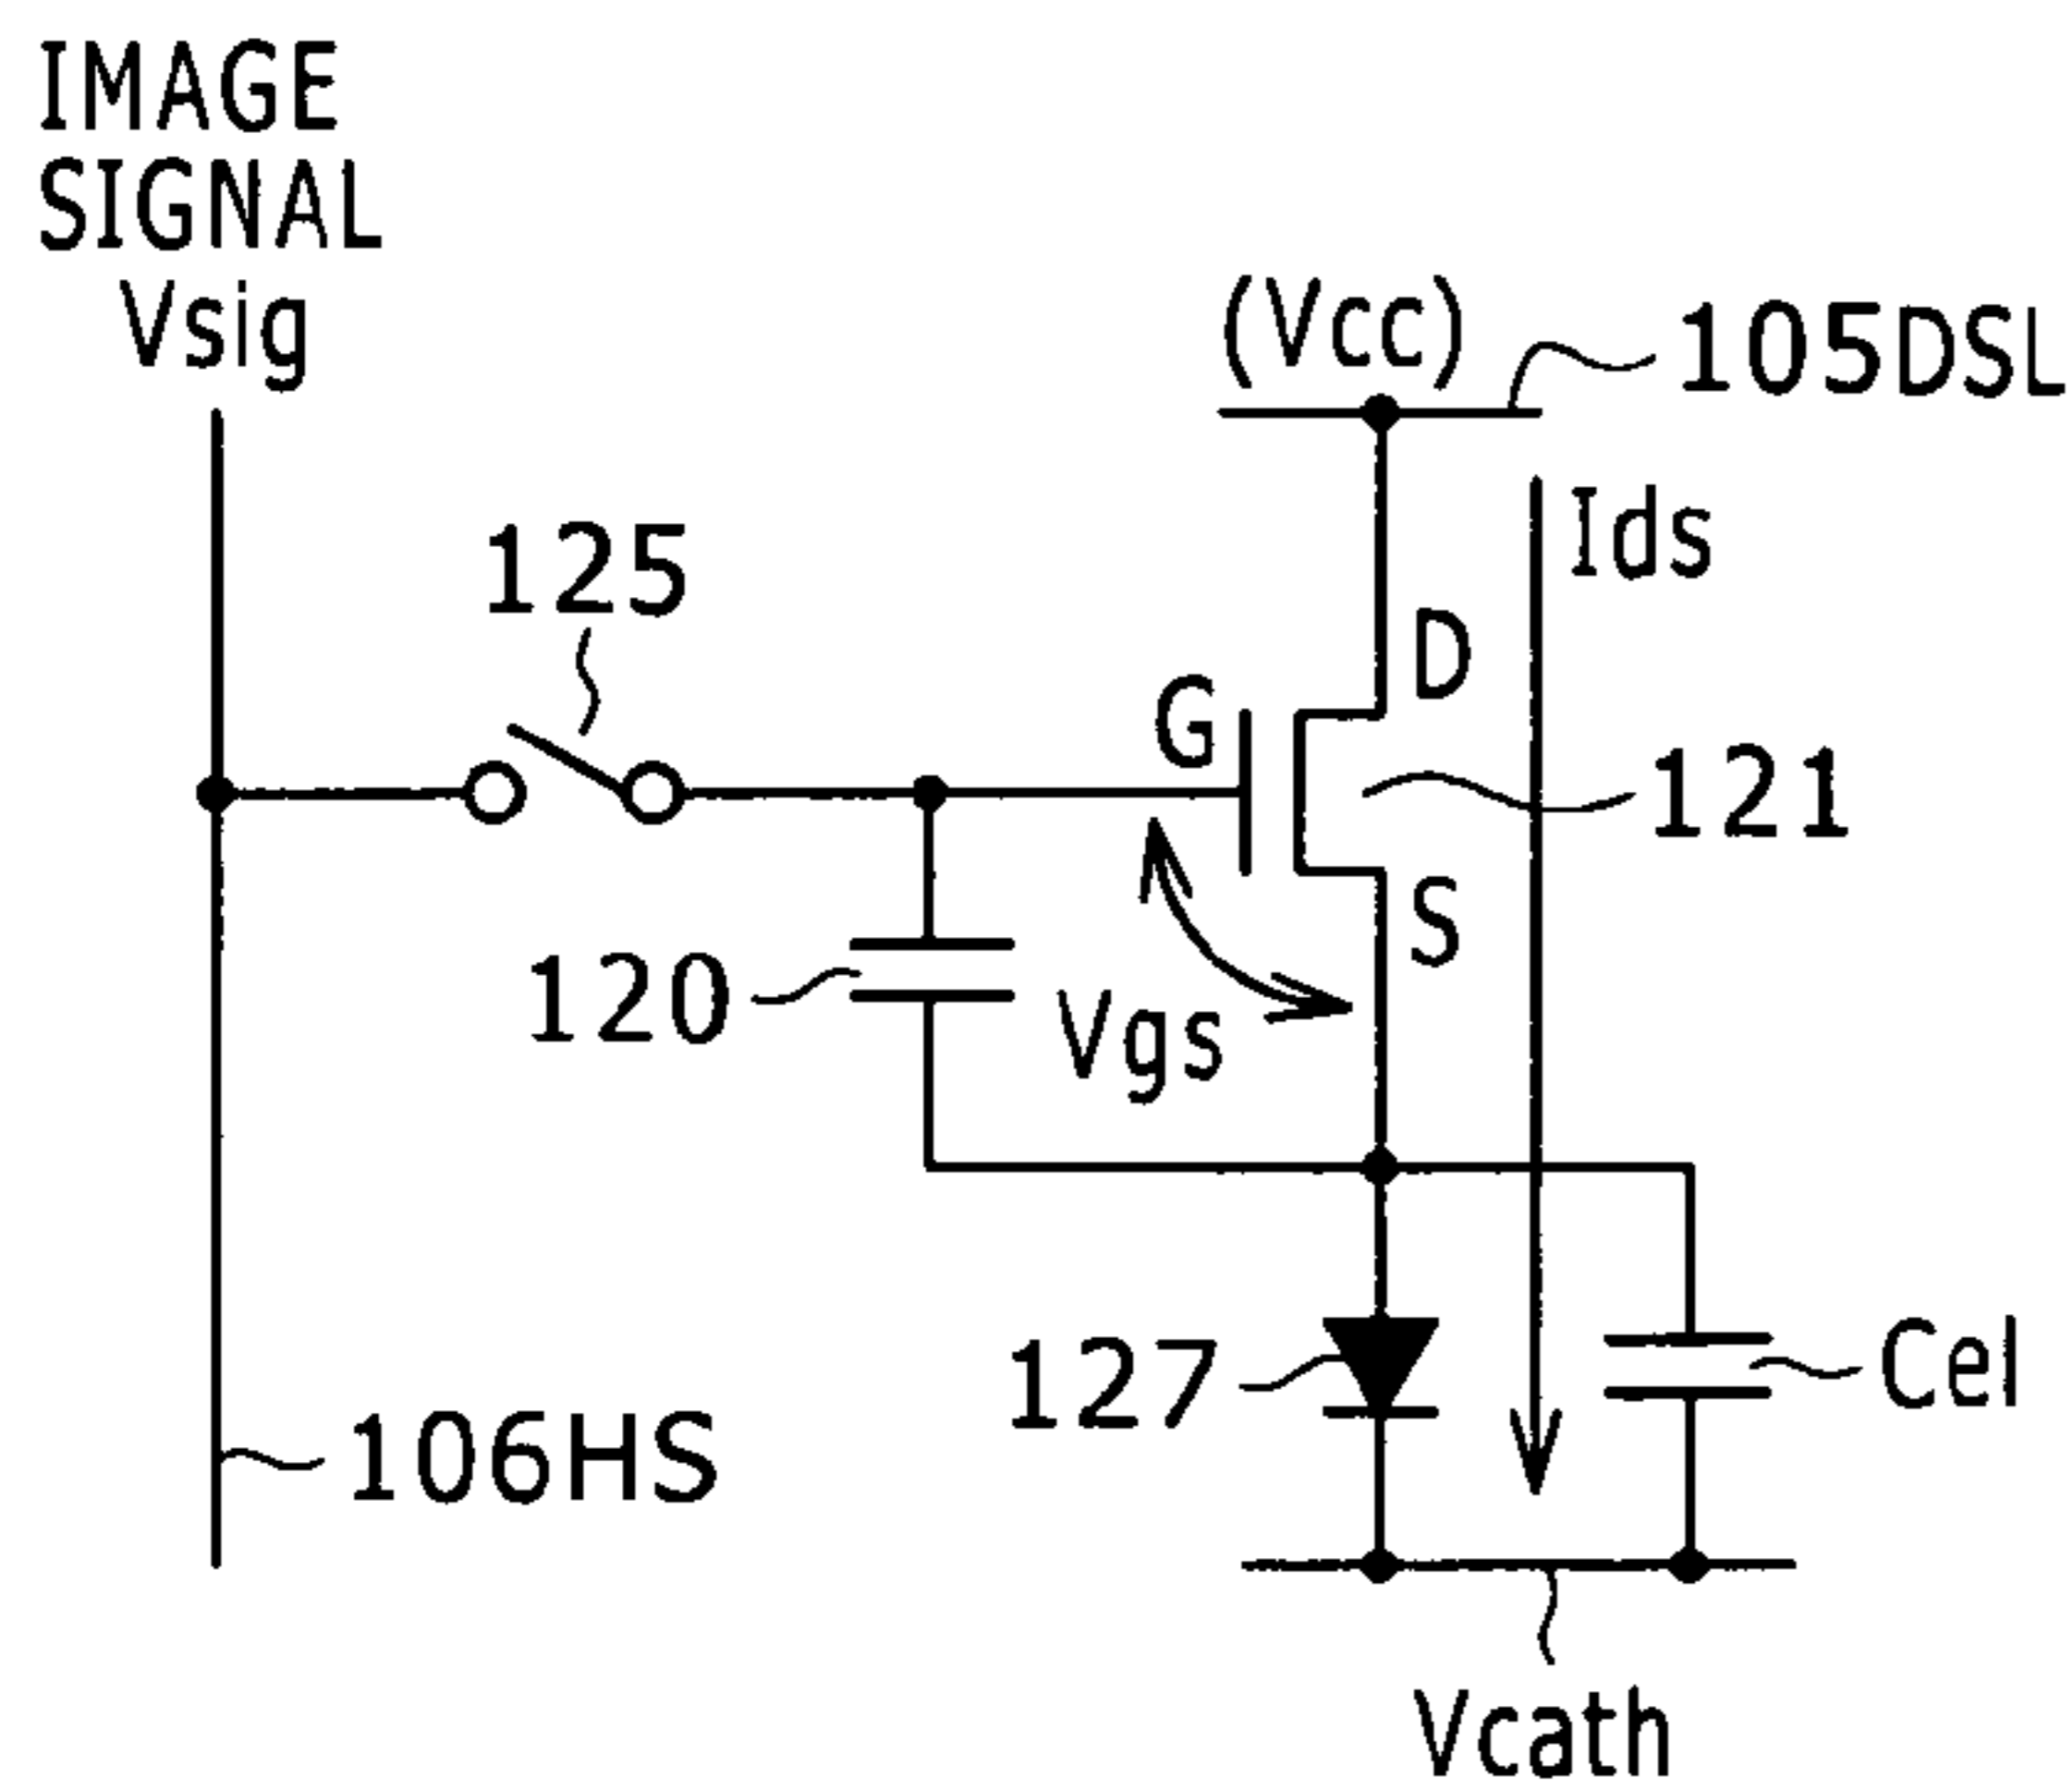 IMAGE
SIGNAL
Vsig
(Vcc)
105DSL
Ids
125
D
G
121
S
120
Vgs
127
Cel
106HS
Vcath